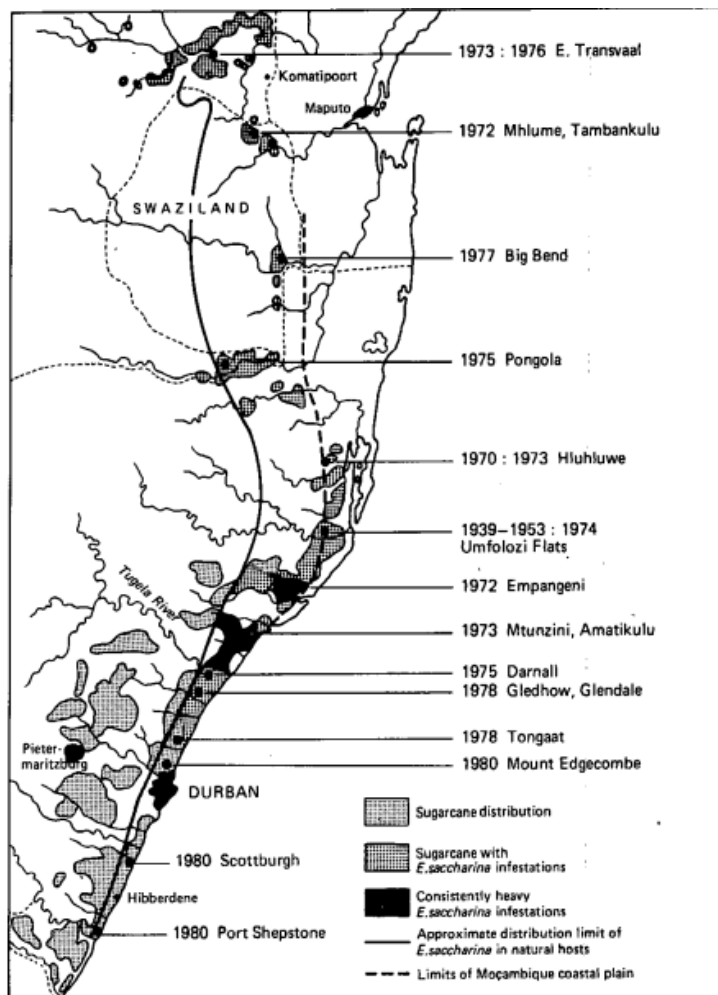 1973 : 1976 E. Transvaal
Komatipoort
Maputo
1972 Mhlume, Tambankulu
SWAZILAND
1977 Big Bend
1975 Pongola
1970 : 1973 Hluhluwe
1939–1953 : 1974
Umfolozi Flats
Tugela River
1972 Empangeni
1973 Mtunzini, Amatikulu
1975 Darnall
1978 Gledhow, Glendale
1978 Tongaat
Pieter-
maritzburg
1980 Mount Edgecombe
DURBAN
Sugarcane distribution
Sugarcane with
E.saccharina infestations
1980 Scottburgh
Hibberdene
Consistently heavy
E.saccharina infestations
1980 Port Shepstone
Approximate distribution limit of
E.saccharina in natural hosts
Limits of Moçambique coastal plain